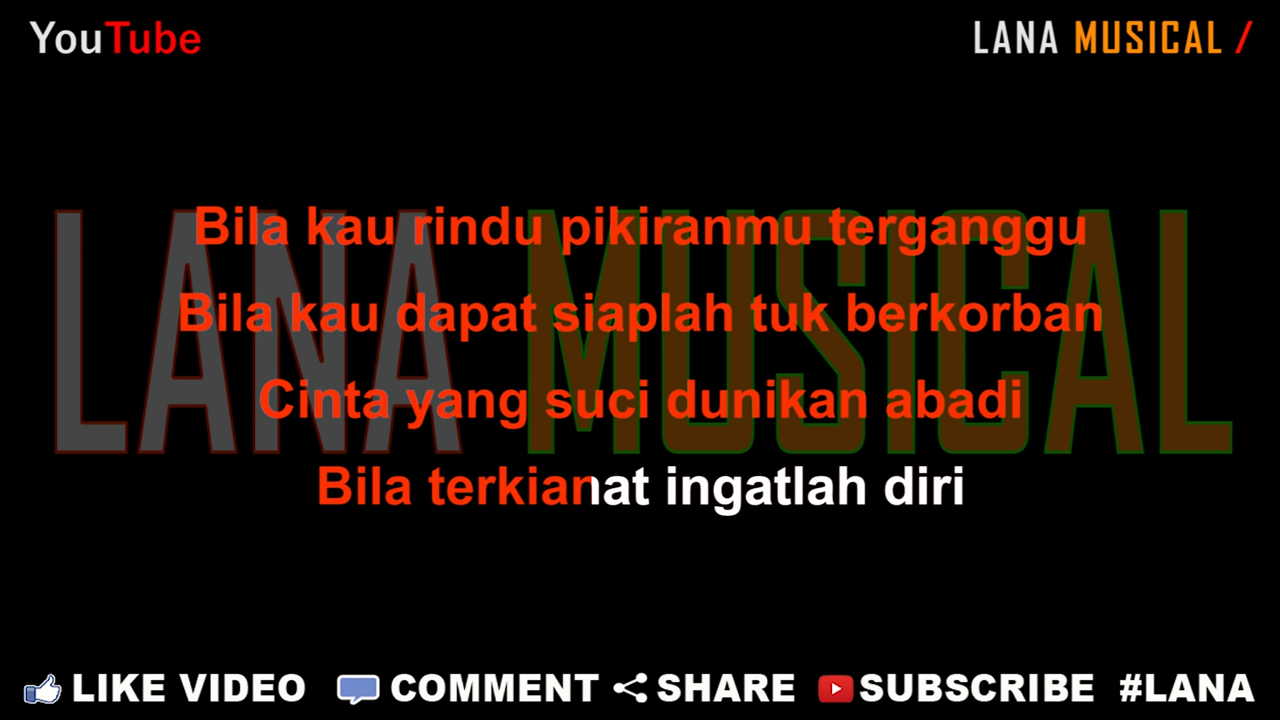 YouTube
LANA MUSICAL /
LANA MUSICAL
Bila kau rindu pikiranmu terganggu
Bila kau dapat siaplah tuk berkorban
Cinta yang suci dunikan abadi
Bila terkianat ingatlah diri
LIKE VIDEO COMMENT SHARE SUBSCRIBE #LANA